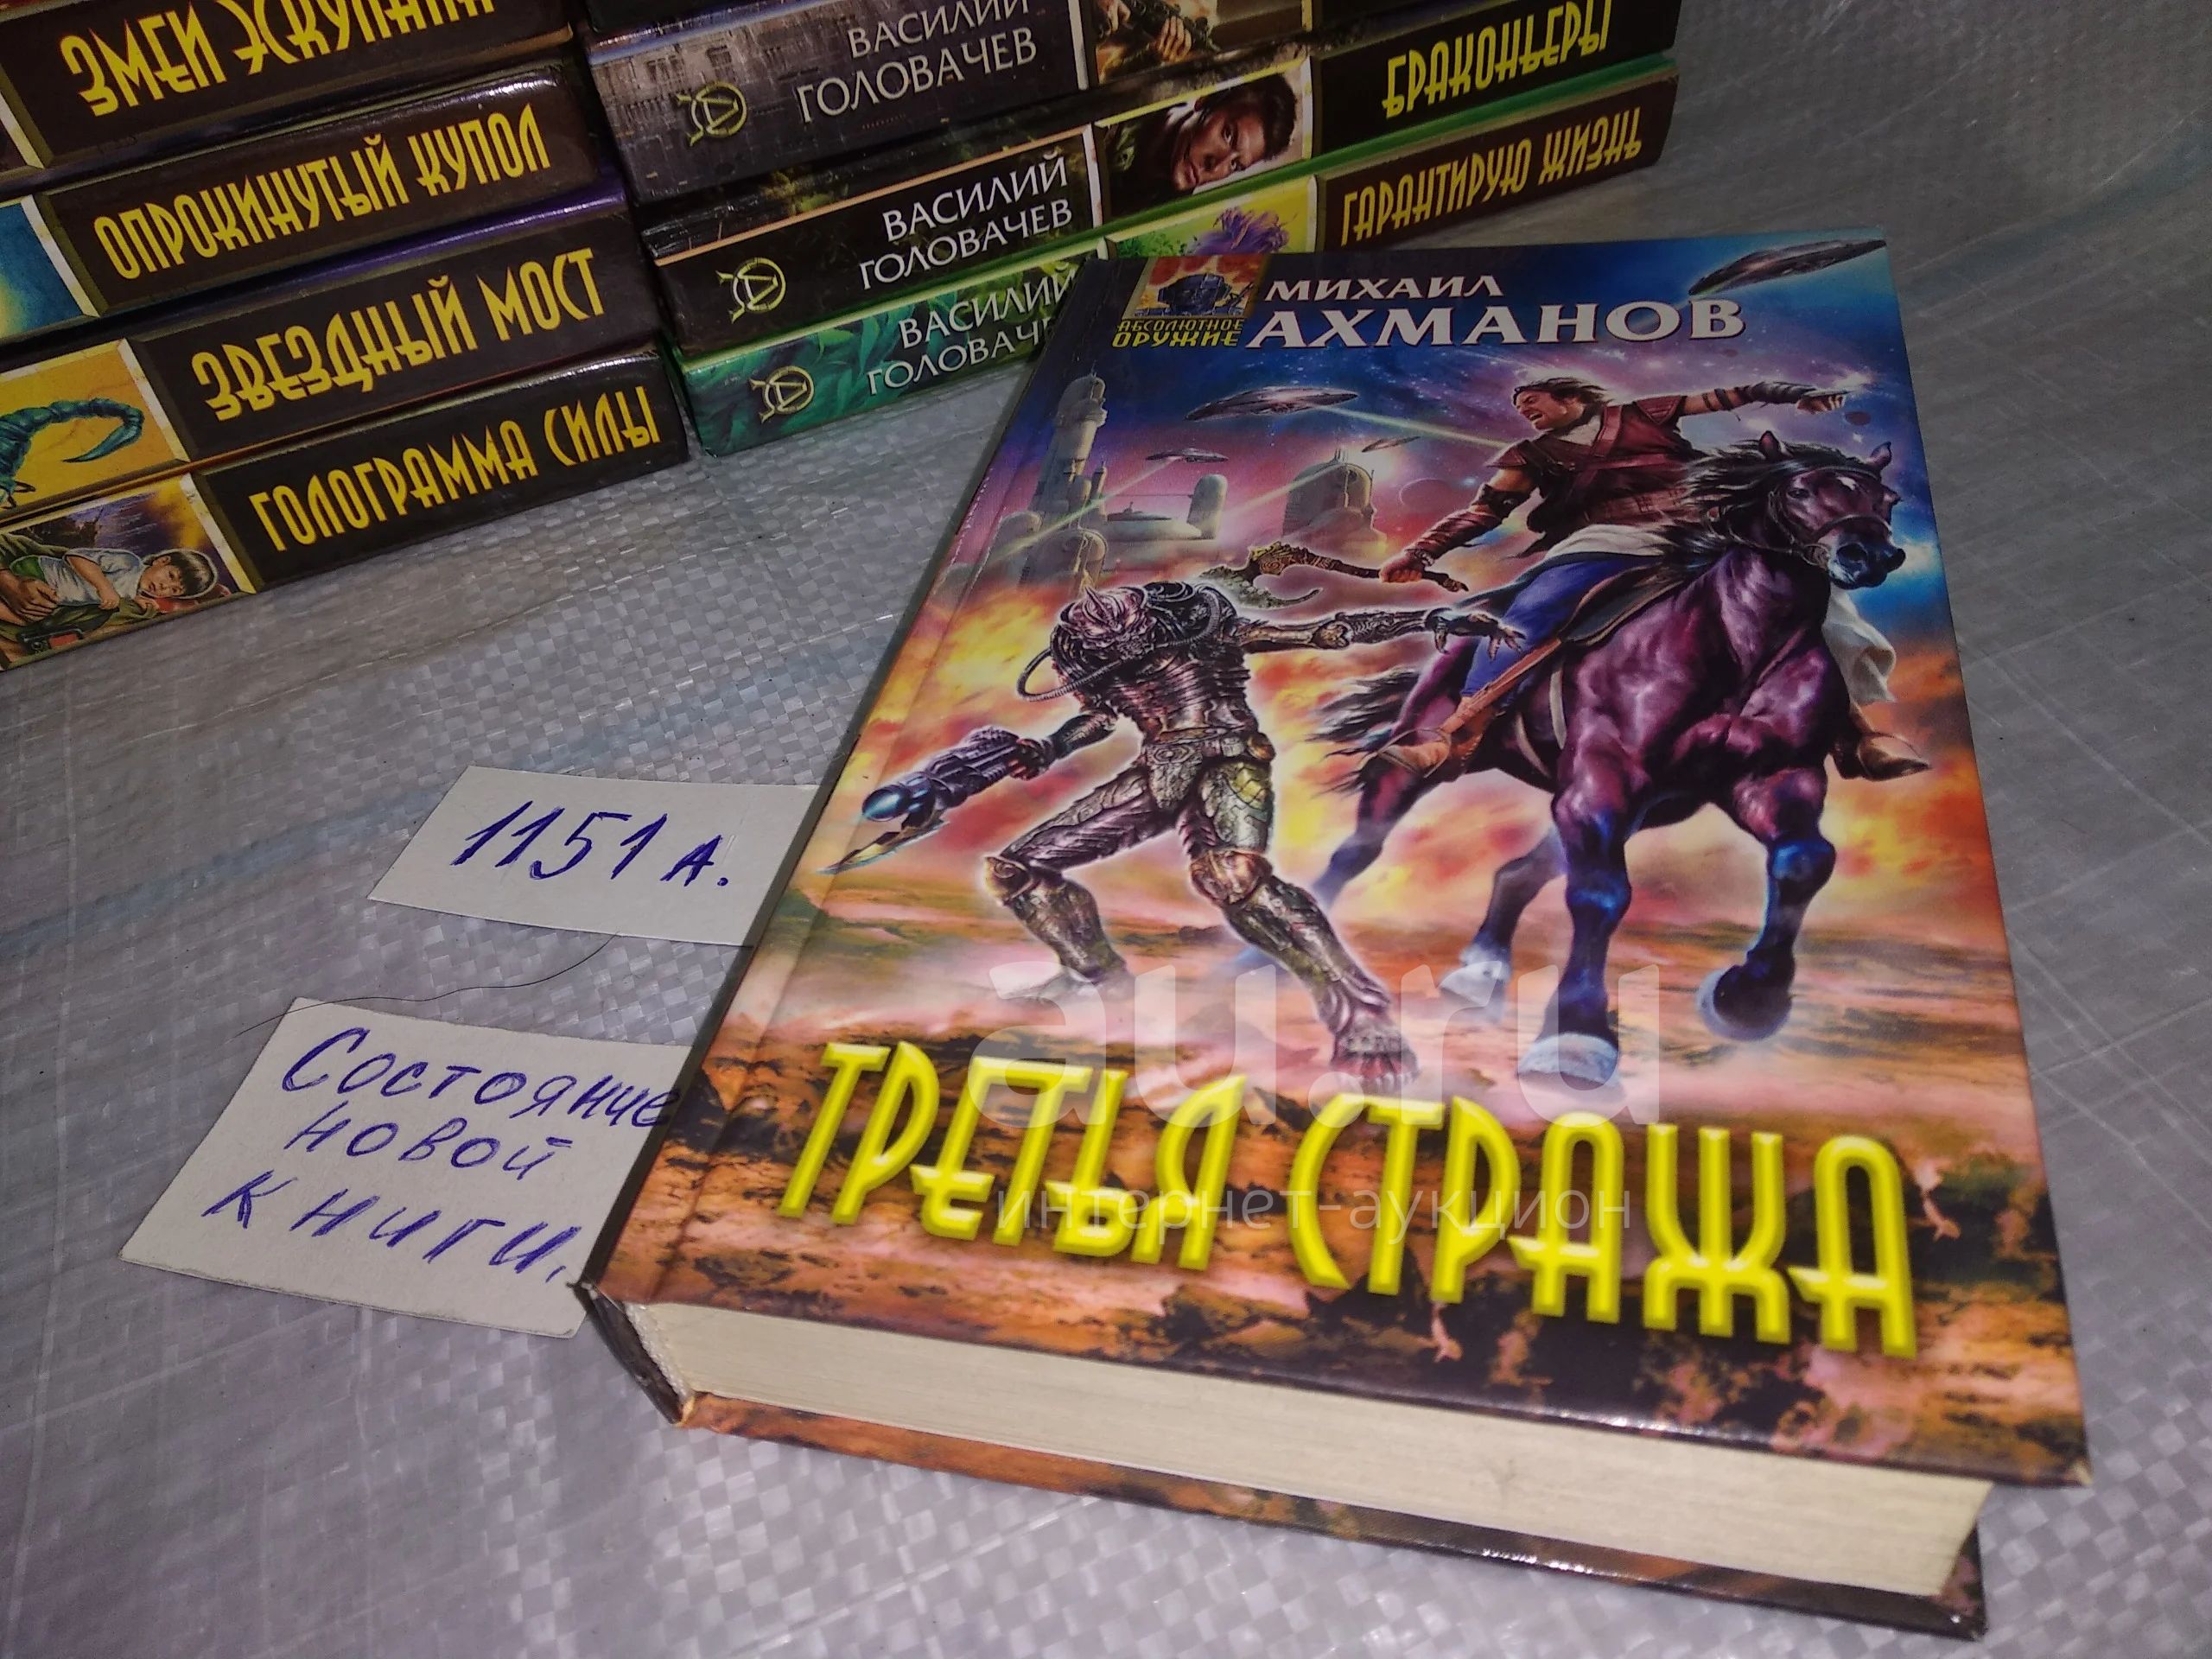 ЗМЕИ ЭСКУЛАПА
ОПРОКИНУТЫЙ КУПОЛ
ЗВЕЗДНЫЙ МОСТ
ГОЛОГРАММА СИЛЫ
ВАСИЛИЙ
ГОЛОВАЧЕВ
ВАСИЛИЙ
ГОЛОВАЧЕВ
БРАКОНЬЕРЫ
ВАСИЛИЙ
ГОЛОВАЧЕ
ГАРАНТИРУЮ ЖИЗНЬ
АБСОЛЮТНОЕ
ОРУЖИЕ
МИХАИЛ
АХМАНОВ
1151 А.
Состояние
новой
книги.
au.ru
интернет-аукцион
ТРЕТЬЯ СТРАЖА